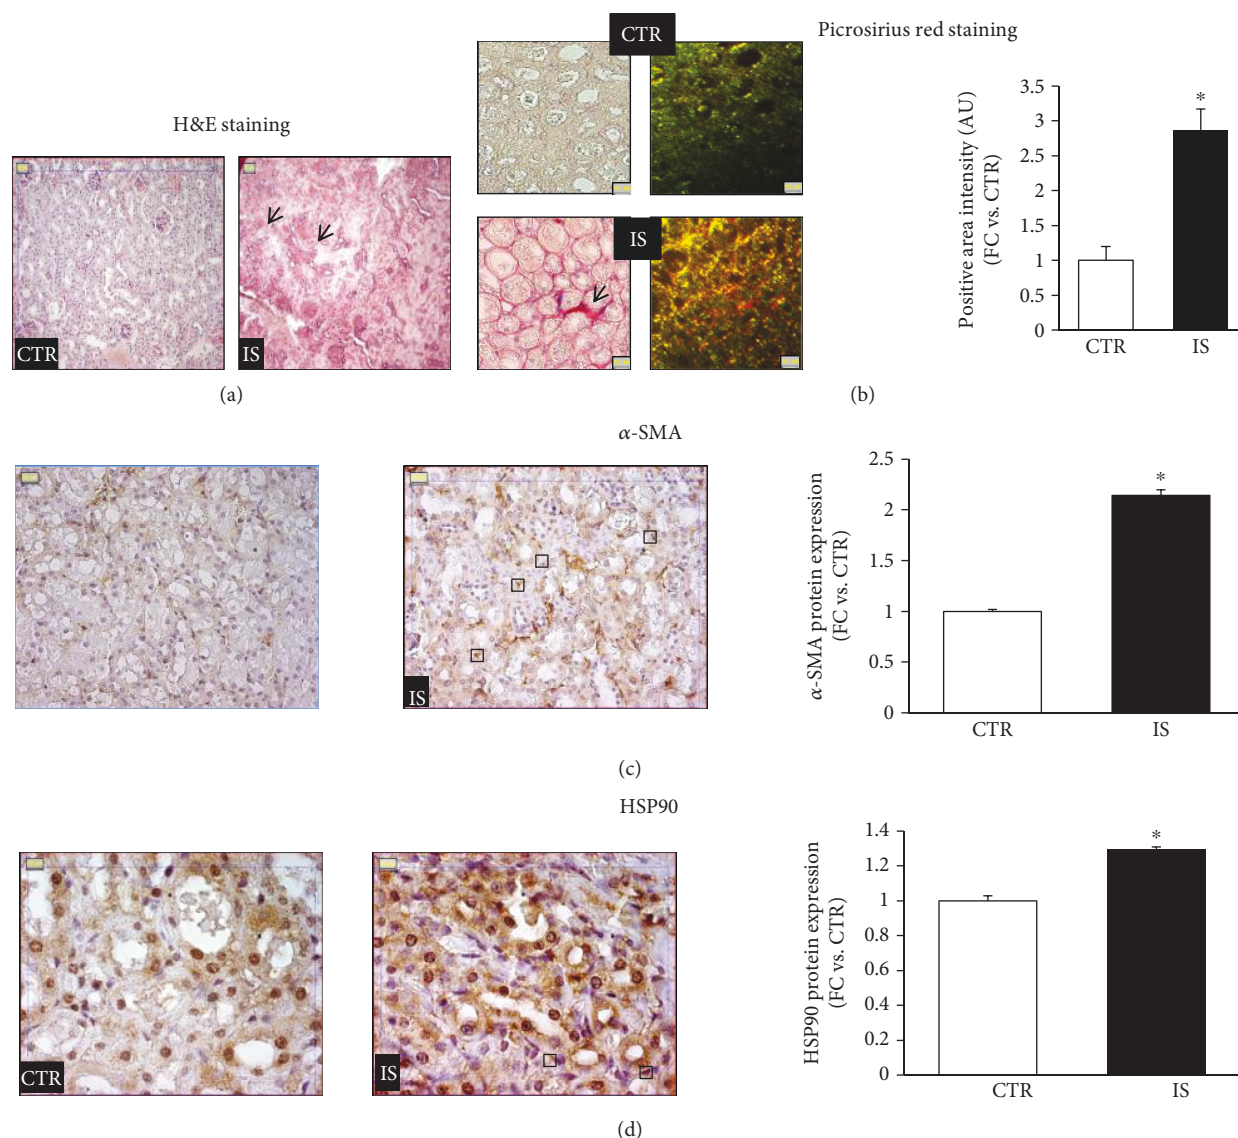 H&E staining
CTR
IS
(a)
CTR
IS
Picrosirius red staining
Positive area intensity (AU)
(FC vs. CTR)
3.5
3
2.5
2
1.5
1
0.5
0
*
CTR
IS
(b)
α-SMA
IS
α-SMA protein expression
(FC vs. CTR)
2.5
2
1.5
1
0.5
0
*
CTR
IS
(c)
HSP90
CTR
IS
HSP90 protein expression
(FC vs. CTR)
1.4
1.2
1
0.8
0.6
0.4
0.2
0
*
CTR
IS
(d)